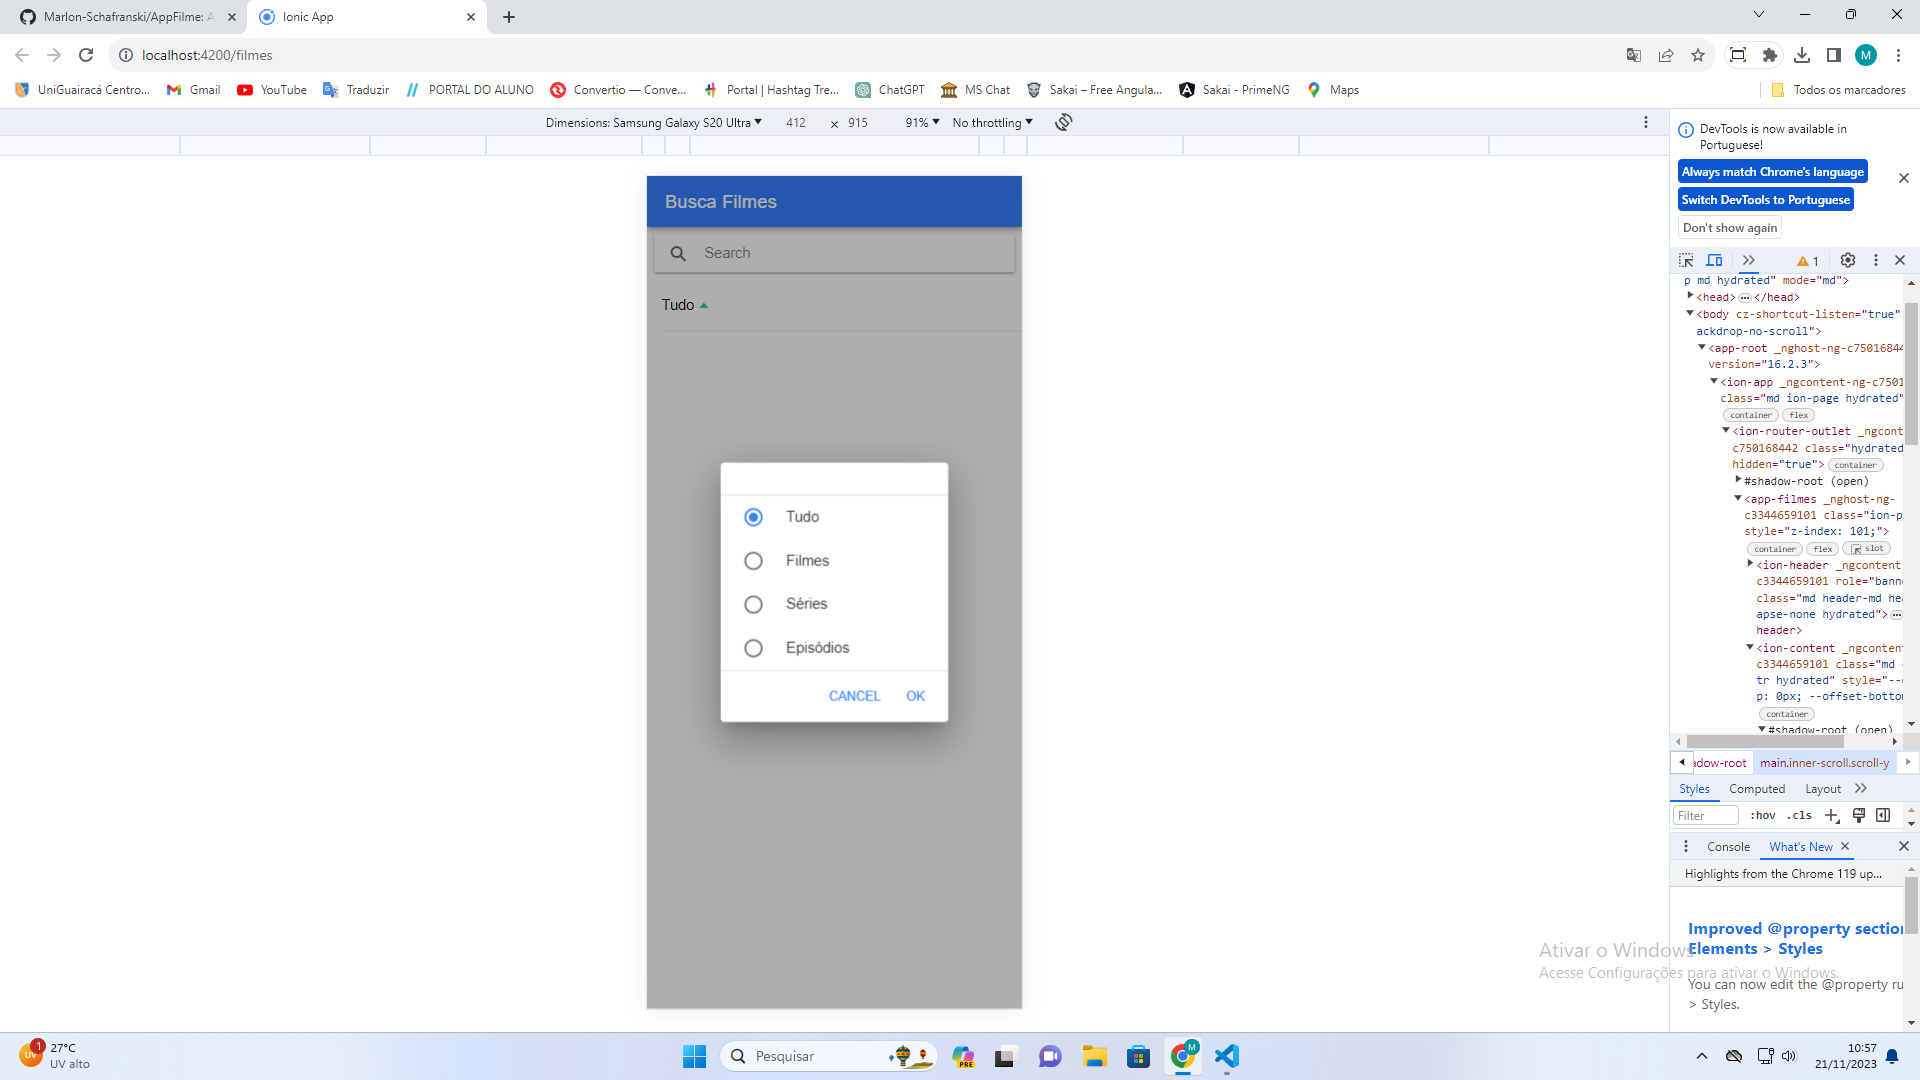 Marlon-Schafranski/AppFilme:
Ionic App
localhost:4200/filmes
UniGuairacá Centro...
Gmail
YouTube
Traduzir
PORTAL DO ALUNO
Convertio — Conve...
Portal | Hashtag Tre...
ChatGPT
MS Chat
Sakai – Free Angula...
Sakai - PrimeNG
Maps
Todos os marcadores
Dimensions: Samsung Galaxy S20 Ultra
412
x
915
91%
No throttling
Busca Filmes
Search
Tudo
Tudo
Filmes
Séries
Episódios
CANCEL
OK
DevTools is now available in
Portuguese!
Always match Chrome's language
Switch DevTools to Portuguese
Don't show again
1
p md hydrated" mode="md">
<head> ... </head>
<body cz-shortcut-listen="true"
ackdrop-no-scroll">
<app-root _nghost-ng-c7501684
version="16.2.3">
<ion-app _ngcontent-ng-c7501
class="md ion-page hydrated"
container
flex
<ion-router-outlet _ngcont
c750168442 class="hydrated
hidden="true">
container
#shadow-root (open)
<app-filmes _nghost-ng-
c3344659101 class="ion-p
style="z-index: 101;">
container
flex
slot
<ion-header _ngcontent
c3344659101 role="bann
class="md header-md hea
apse-none hydrated"> ...
header>
<ion-content _ngconten
c3344659101 class="md
tr hydrated" style="--
p: 0px; --offset-botto
container
#shadow-root (open)
adow-root
main.inner-scroll.scroll-y
Styles
Computed
Layout
Filter
:hov
.cls
Console
What's New
Highlights from the Chrome 119 up...
Improved @property section
Elements > Styles
You can now edit the @property ru
> Styles.
Ativar o Windows
Acesse Configurações para ativar o Windows.
UV
1
27°C
UV alto
Pesquisar
PRE
M
M
10:57
21/11/2023